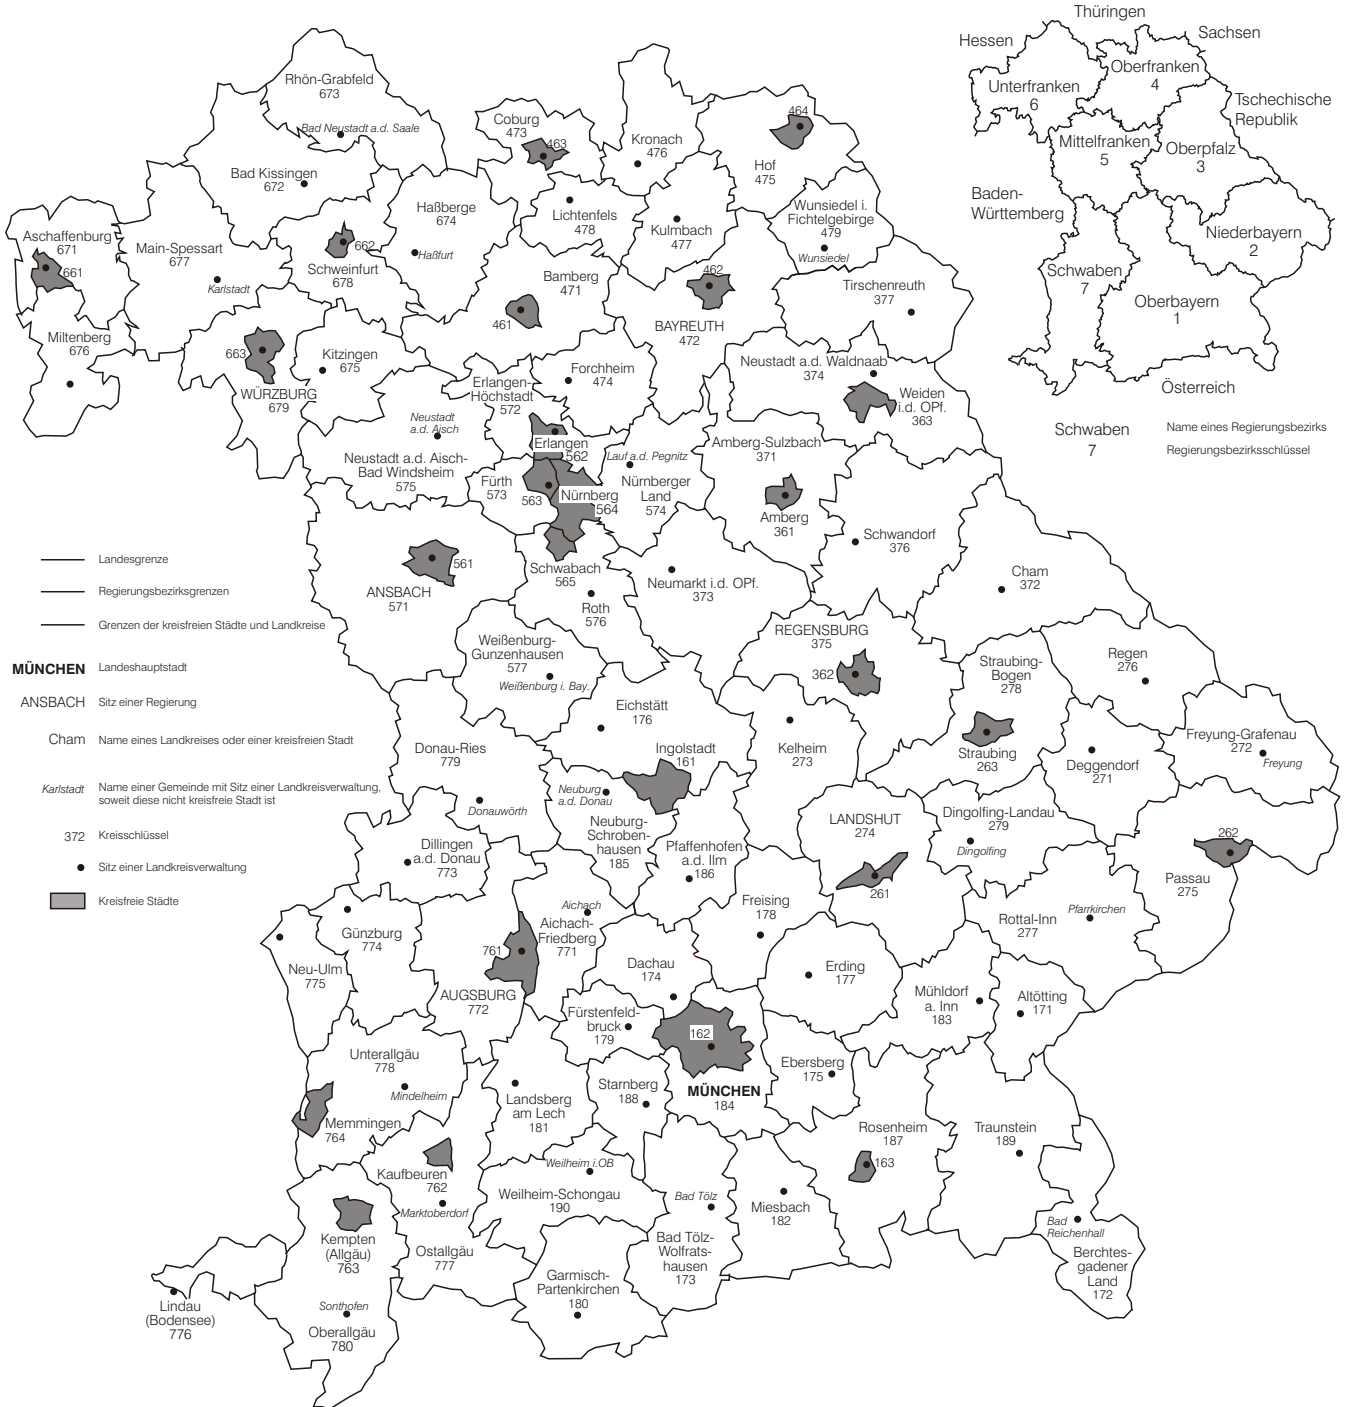 Thüringen
Hessen
Sachsen
Oberfranken
4
Unterfranken
6
Tschechische
Republik
Mittelfranken
5
Oberpfalz
3
Baden-
Württemberg
Niederbayern
2
Schwaben
7
Oberbayern
1
Österreich
Schwaben
7
Name eines Regierungsbezirks
Regierungsbezirksschlüssel
Rhön-Grabfeld
673
Bad Neustadt a.d. Saale
Coburg
473
463
Kronach
476
464
Hof
475
Bad Kissingen
672
Haßberge
674
Haßfurt
Lichtenfels
478
Kulmbach
477
Wunsiedel i.
Fichtelgebirge
479
Wunsiedel
Aschaffenburg
671
661
Main-Spessart
677
Karlstadt
662
Schweinfurt
678
Bamberg
471
461
462
BAYREUTH
472
Tirschenreuth
377
Miltenberg
676
663
WÜRZBURG
679
Kitzingen
675
Erlangen-
Höchstadt
572
Forchheim
474
Neustadt a.d. Waldnaab
374
Weiden
i.d. OPf.
363
Neustadt
a.d. Aisch
Neustadt a.d. Aisch-
Bad Windsheim
575
Erlangen
562
Lauf a.d. Pegnitz
Nürnberger
Land
574
Amberg-Sulzbach
371
Amberg
361
Fürth
573
563
Nürnberg
564
Schwandorf
376
561
ANSBACH
571
Schwabach
565
Roth
576
Neumarkt i.d. OPf.
373
Cham
372
Landesgrenze
Regierungsbezirksgrenzen
Grenzen der kreisfreien Städte und Landkreise
MÜNCHEN Landeshauptstadt
ANSBACH Sitz einer Regierung
Cham Name eines Landkreises oder einer kreisfreien Stadt
Karlstadt Name einer Gemeinde mit Sitz einer Landkreisverwaltung,
soweit diese nicht kreisfreie Stadt ist
372 Kreisschlüssel
Sitz einer Landkreisverwaltung
Kreisfreie Städte
Weißenburg-
Gunzenhausen
577
Weißenburg i. Bay.
REGENSBURG
375
362
Straubing-
Bogen
278
Regen
276
Eichstätt
176
Ingolstadt
161
Kelheim
273
Straubing
263
Deggendorf
271
Freyung-Grafenau
272
Freyung
Donau-Ries
779
Donauwörth
Neuburg
a.d. Donau
Neuburg-
Schroben-
hausen
185
Pfaffenhofen
a.d. Ilm
186
LANDSHUT
274
261
Dingolfing-Landau
279
Dingolfing
262
Passau
275
Dillingen
a.d. Donau
773
Aichach
Aichach-
Friedberg
771
Freising
178
Rottal-Inn
277
Pfarrkirchen
Günzburg
774
Neu-Ulm
775
761
AUGSBURG
772
Dachau
174
Erding
177
Mühldorf
a. Inn
183
Altötting
171
Fürstenfeld-
bruck
179
162
MÜNCHEN
184
Ebersberg
175
Unterallgäu
778
Mindelheim
Memmingen
764
Landsberg
am Lech
181
Starnberg
188
Rosenheim
187
163
Traunstein
189
Kaufbeuren
762
Marktoberdorf
Weilheim i.OB
Weilheim-Schongau
190
Bad Tölz
Bad Tölz-
Wolfrats-
hausen
173
Miesbach
182
Bad
Reichenhall
Berchtes-
gadener
Land
172
Kempten
(Allgäu)
763
Ostallgäu
777
Garmisch-
Partenkirchen
180
Lindau
(Bodensee)
776
Sonthofen
Oberallgäu
780